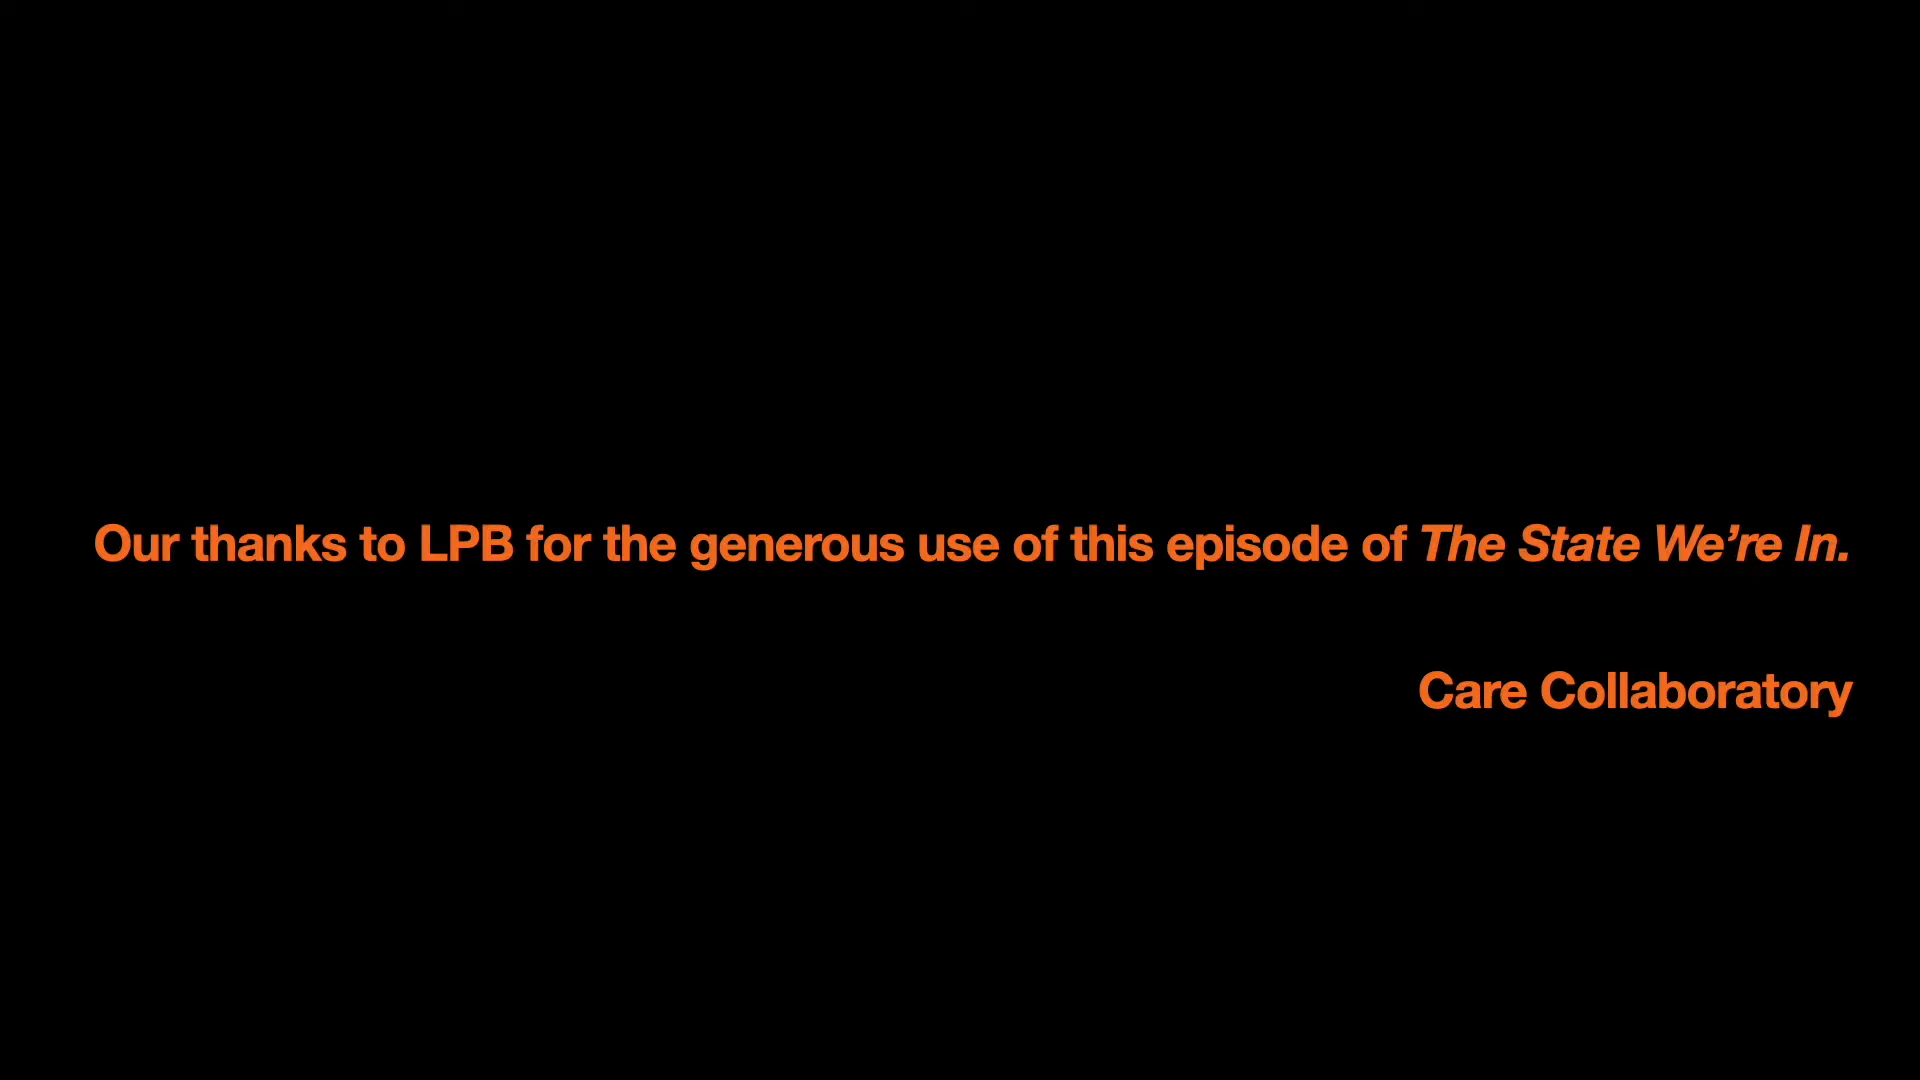 Our thanks to LPB for the generous use of this episode of The State We’re In.
Care Collaboratory